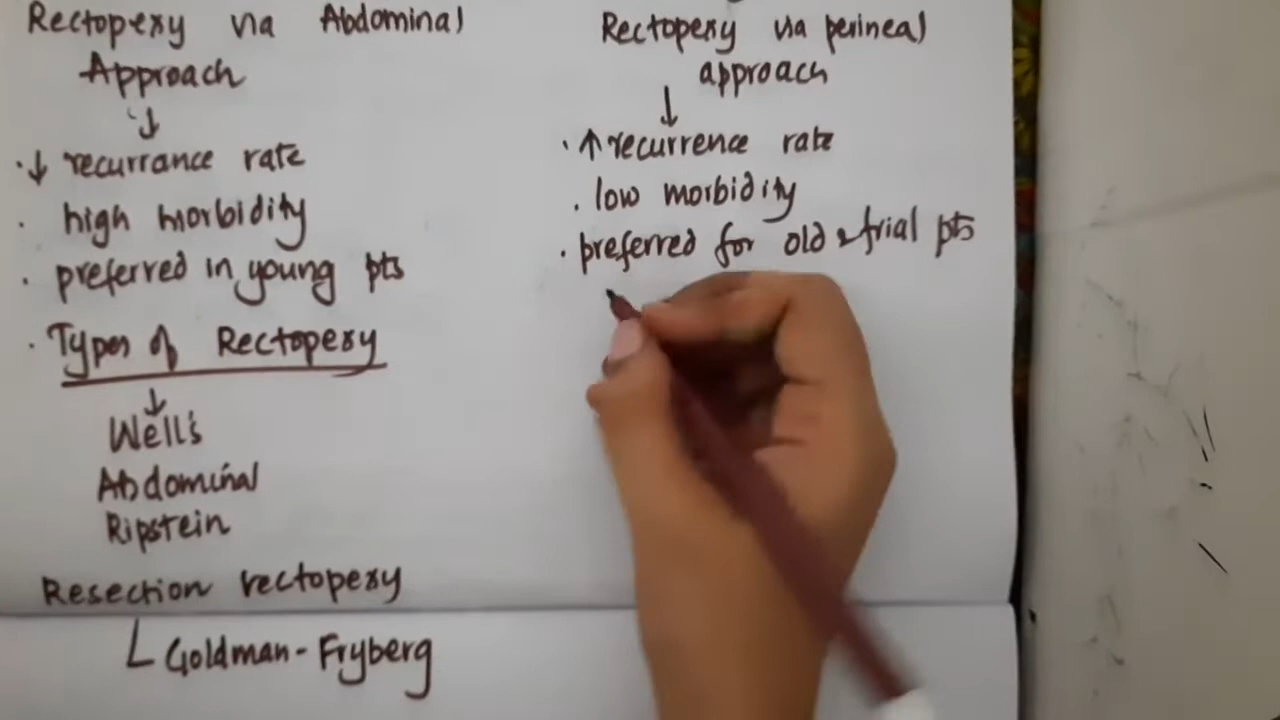 Rectopexy via Abdominal
Approach
↓
· ↓ recurrance rate
· high morbidity
· preferred in young pts
· Types of Rectopexy
↓
Well's
Abdominal
Ripstein
Resection rectopexy
Goldman - Fryberg
Rectopexy via perineal
approach
↓
· ↑ recurrence rate
· low morbidity
· preferred for old & frial pts